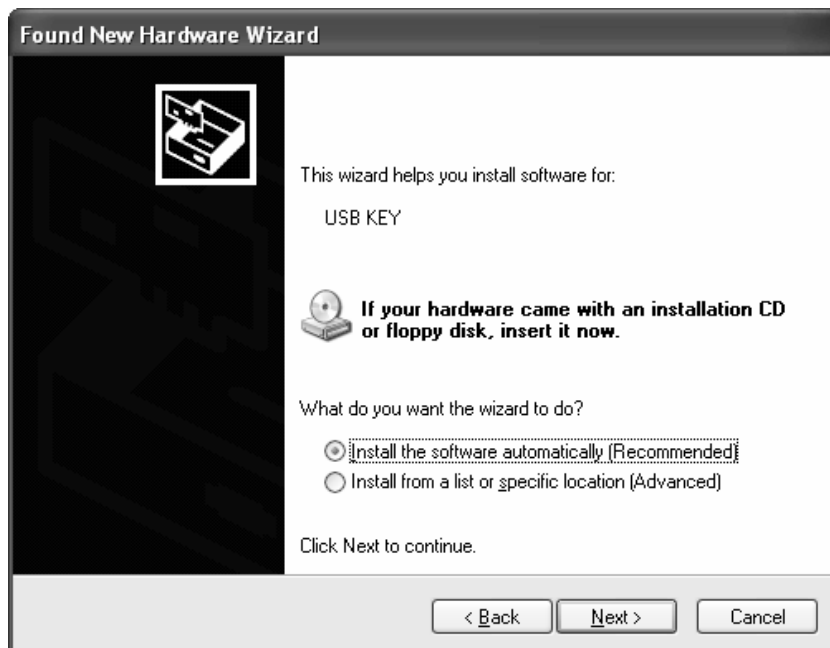 Found New Hardware Wizard
This wizard helps you install software for:
USB KEY
If your hardware came with an installation CD
or floppy disk, insert it now.
What do you want the wizard to do?
Install the software automatically (Recommended)
Install from a list or specific location (Advanced)
Click Next to continue.
< Back Next > Cancel